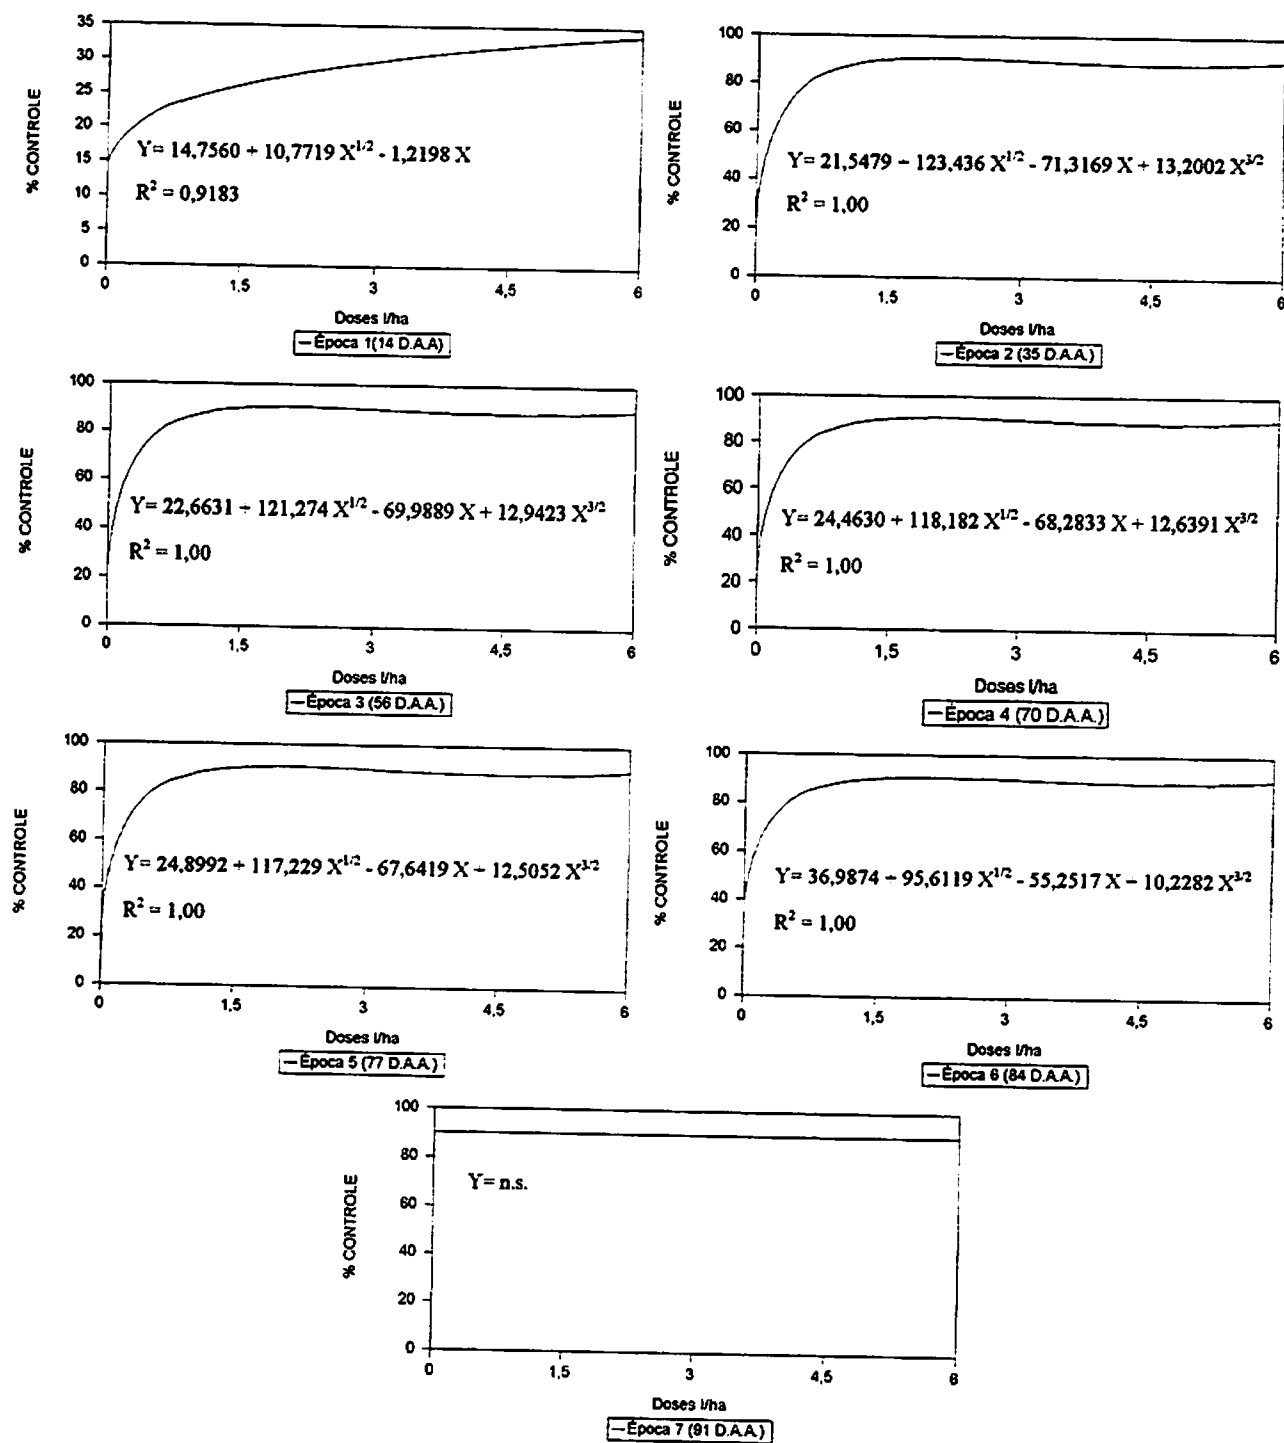 % CONTROLE
35
30
25
20
15
10
5
0
Y= 14,7560 + 10,7719 X^1/2 - 1,2198 X
R² = 0,9183
0 1,5 3 4,5 6
Doses l/ha
Época 1(14 D.A.A)
% CONTROLE
100
80
60
40
20
0
Y= 21,5479 + 123,436 X^1/2 - 71,3169 X + 13,2002 X^3/2
R² = 1,00
0 1,5 3 4,5 6
Doses l/ha
Época 2 (35 D.A.A.)
% CONTROLE
100
80
60
40
20
0
Y= 22,6631 + 121,274 X^1/2 - 69,9889 X + 12,9423 X^3/2
R² = 1,00
0 1,5 3 4,5 6
Doses l/ha
Época 3 (56 D.A.A.)
% CONTROLE
100
80
60
40
20
0
Y= 24,4630 + 118,182 X^1/2 - 68,2833 X + 12,6391 X^3/2
R² = 1,00
0 1,5 3 4,5 6
Doses l/ha
Época 4 (70 D.A.A.)
% CONTROLE
100
80
60
40
20
0
Y= 24,8992 + 117,229 X^1/2 - 67,6419 X + 12,5052 X^3/2
R² = 1,00
0 1,5 3 4,5 6
Doses l/ha
Época 5 (77 D.A.A.)
% CONTROLE
100
80
60
40
20
0
Y= 36,9874 + 95,6119 X^1/2 - 55,2517 X + 10,2282 X^3/2
R² = 1,00
0 1,5 3 4,5 6
Doses l/ha
Época 6 (84 D.A.A.)
% CONTROLE
100
80
60
40
20
0
Y= n.s.
0 1,5 3 4,5 6
Doses l/ha
Época 7 (91 D.A.A.)